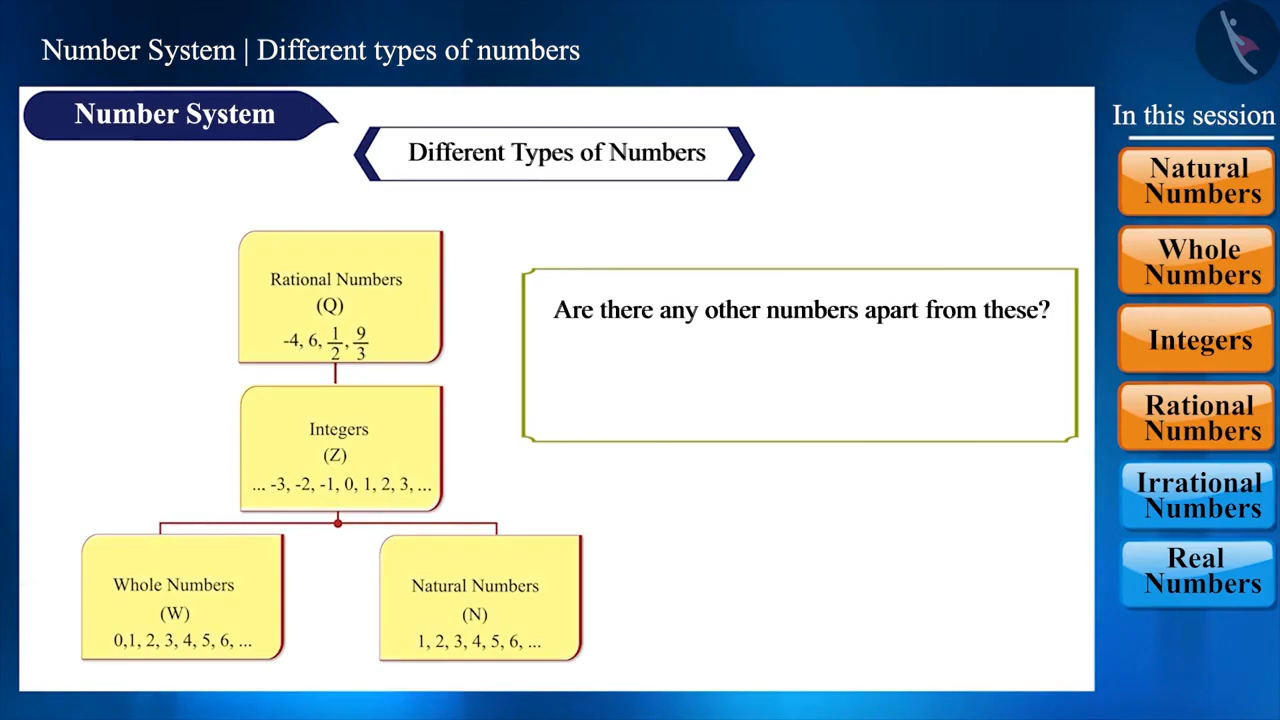 Number System | Different types of numbers
Number System
Different Types of Numbers
In this session
Natural
Numbers
Whole
Numbers
Integers
Rational
Numbers
Irrational
Numbers
Real
Numbers
Rational Numbers
(Q)
-4, 6, 1/2, 9/3
Are there any other numbers apart from these?
Integers
(Z)
... -3, -2, -1, 0, 1, 2, 3, ...
Whole Numbers
(W)
0,1, 2, 3, 4, 5, 6, ...
Natural Numbers
(N)
1, 2, 3, 4, 5, 6, ...